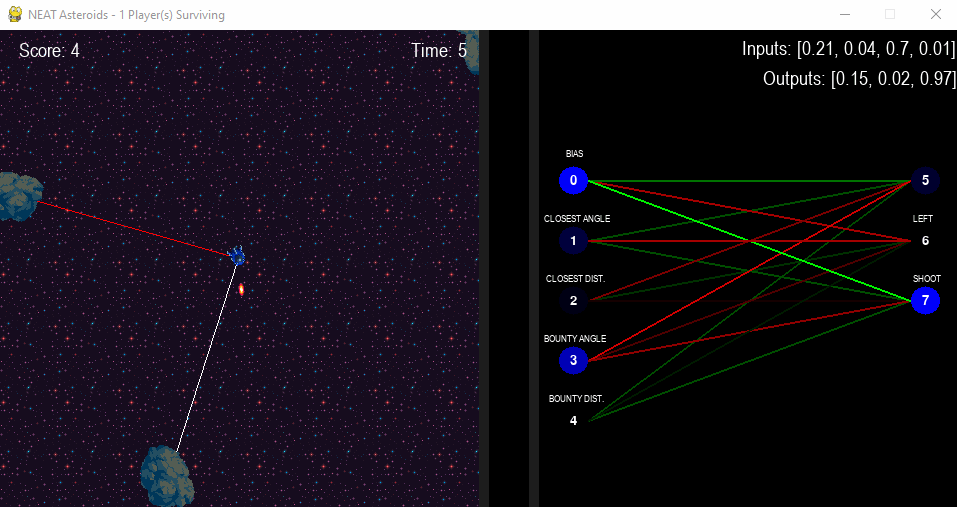 NEAT Asteroids - 1 Player(s) Surviving
Score: 4
Time: 5
Inputs: [0.21, 0.04, 0.7, 0.01]
Outputs: [0.15, 0.02, 0.97]
BIAS
0
5
CLOSEST ANGLE
LEFT
1
6
CLOSEST DIST.
SHOOT
2
7
BOUNTY ANGLE
3
BOUNTY DIST.
4